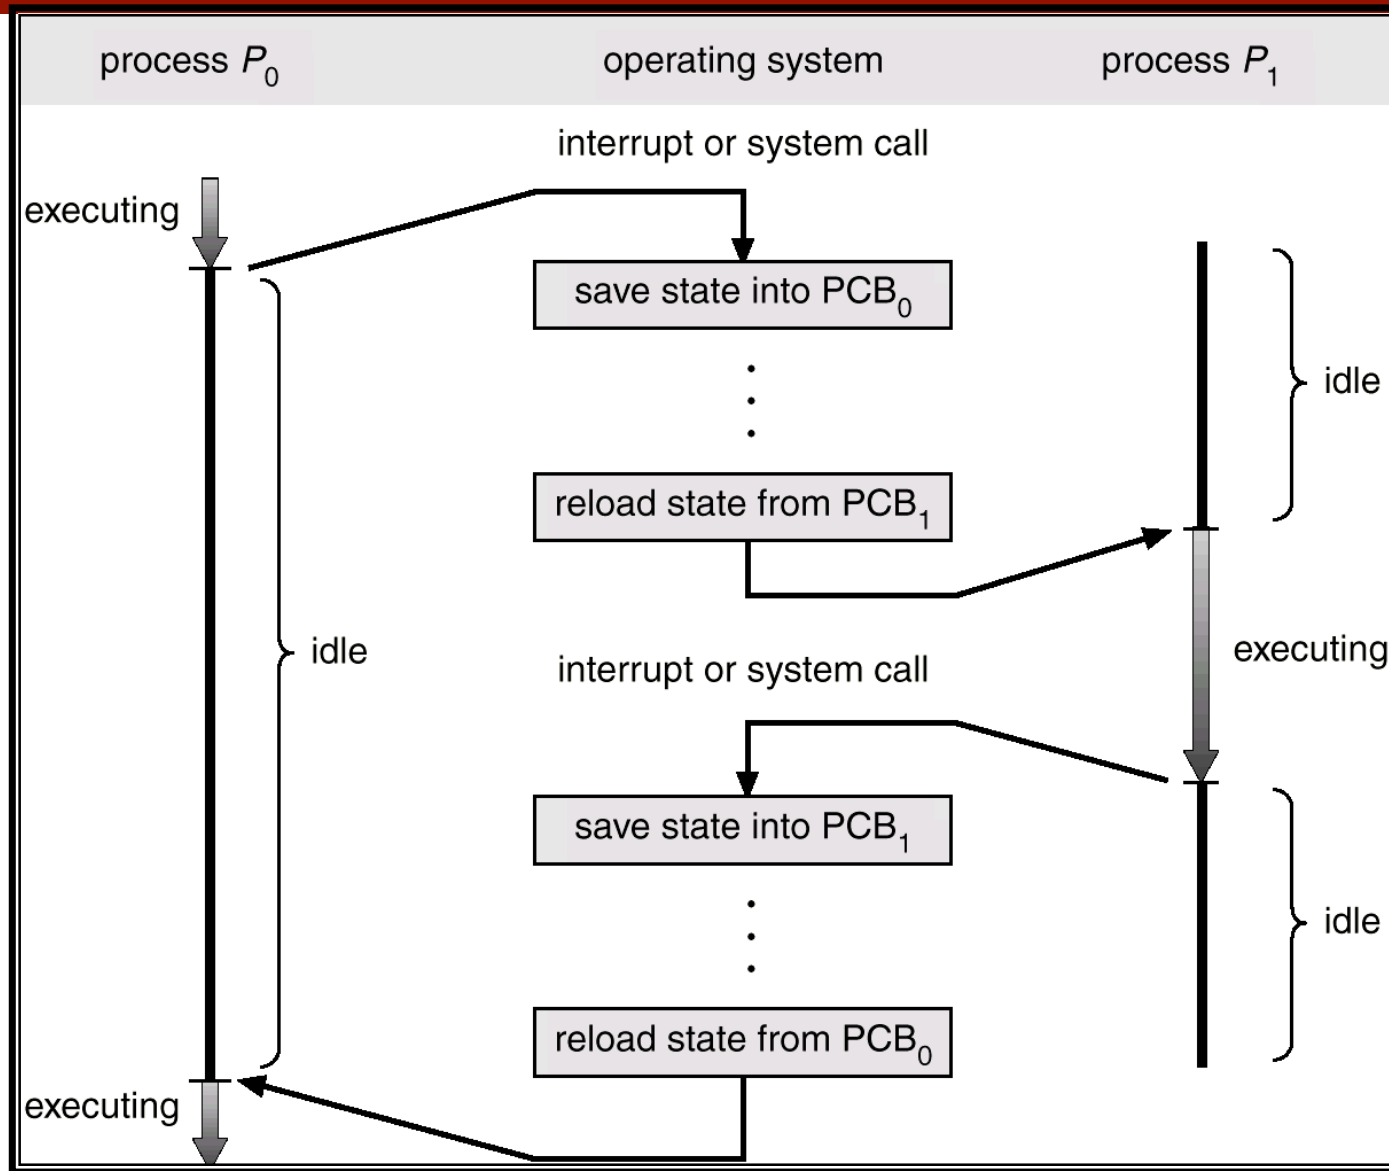 process P0 operating system process P1
interrupt or system call
executing
save state into PCB0
idle
reload state from PCB1
idle
executing
interrupt or system call
save state into PCB1
idle
reload state from PCB0
executing